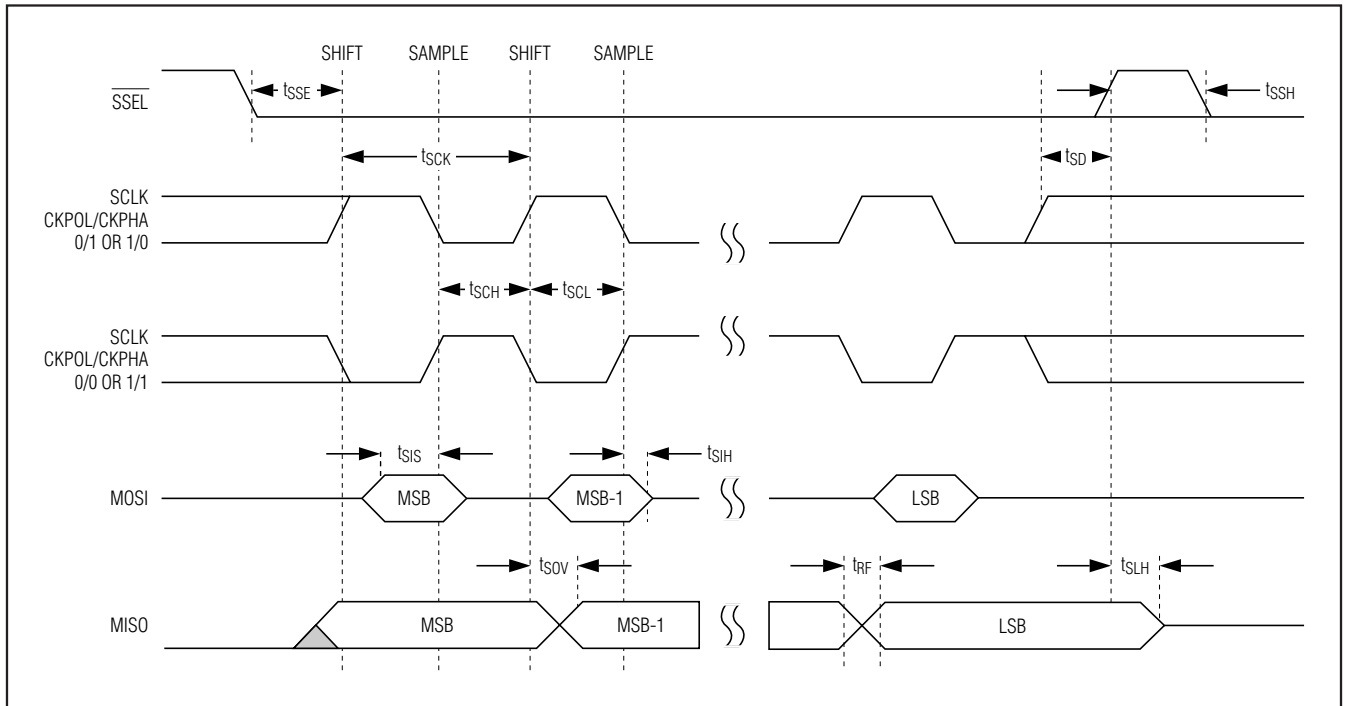 SHIFT SAMPLE SHIFT SAMPLE
SSEL
tSSE
tSSH
tSCK
tSD
SCLK
CKPOL/CKPHA
0/1 OR 1/0
tSCH
tSCL
SCLK
CKPOL/CKPHA
0/0 OR 1/1
tSIS
tSIH
MOSI
MSB
MSB-1
LSB
tSOV
tRF
tSLH
MISO
MSB
MSB-1
LSB